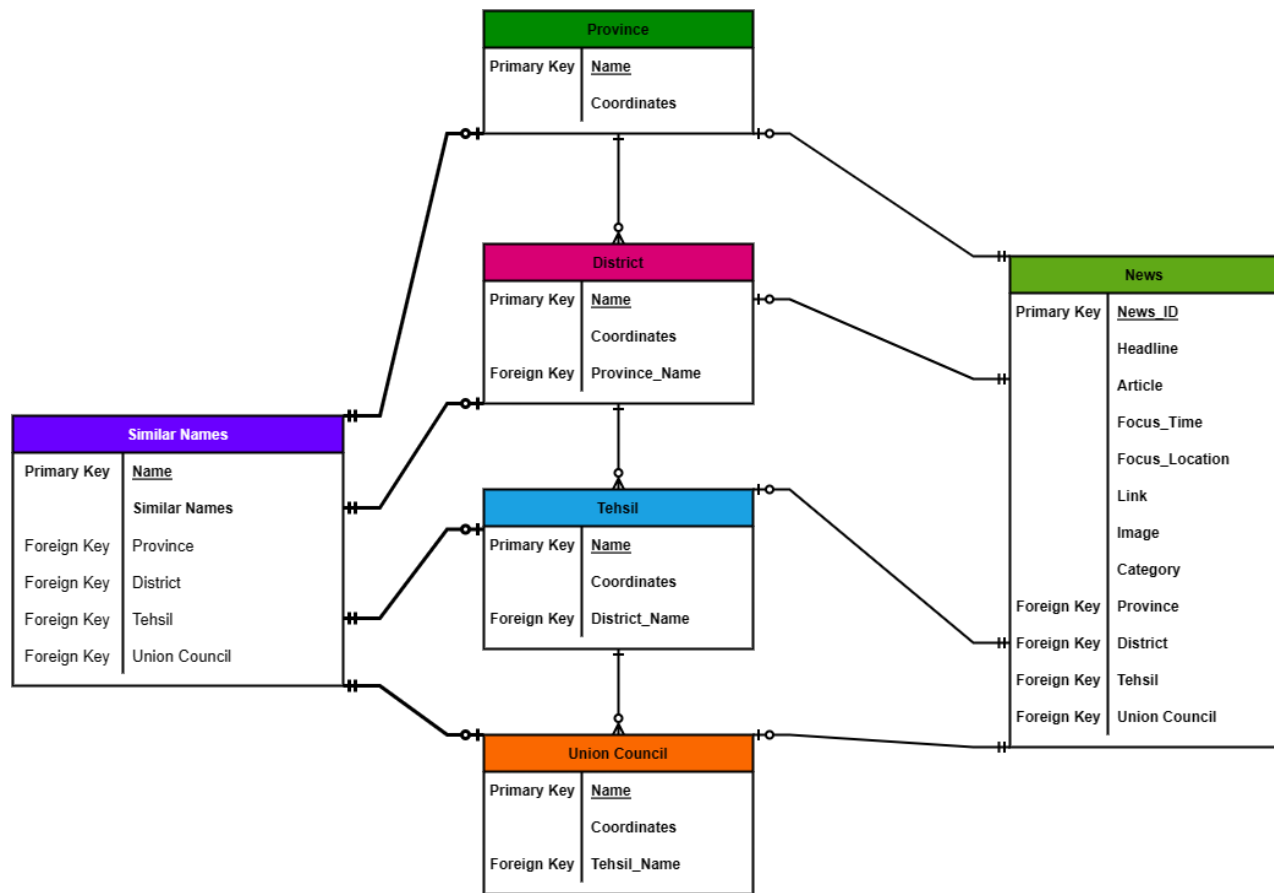 Province
Primary Key Name
Coordinates
District
Primary Key Name
Coordinates
Foreign Key Province_Name
Similar Names
Primary Key Name
Similar Names
Foreign Key Province
Foreign Key District
Foreign Key Tehsil
Foreign Key Union Council
Tehsil
Primary Key Name
Coordinates
Foreign Key District_Name
Union Council
Primary Key Name
Coordinates
Foreign Key Tehsil_Name
News
Primary Key News_ID
Headline
Article
Focus_Time
Focus_Location
Link
Image
Category
Foreign Key Province
Foreign Key District
Foreign Key Tehsil
Foreign Key Union Council